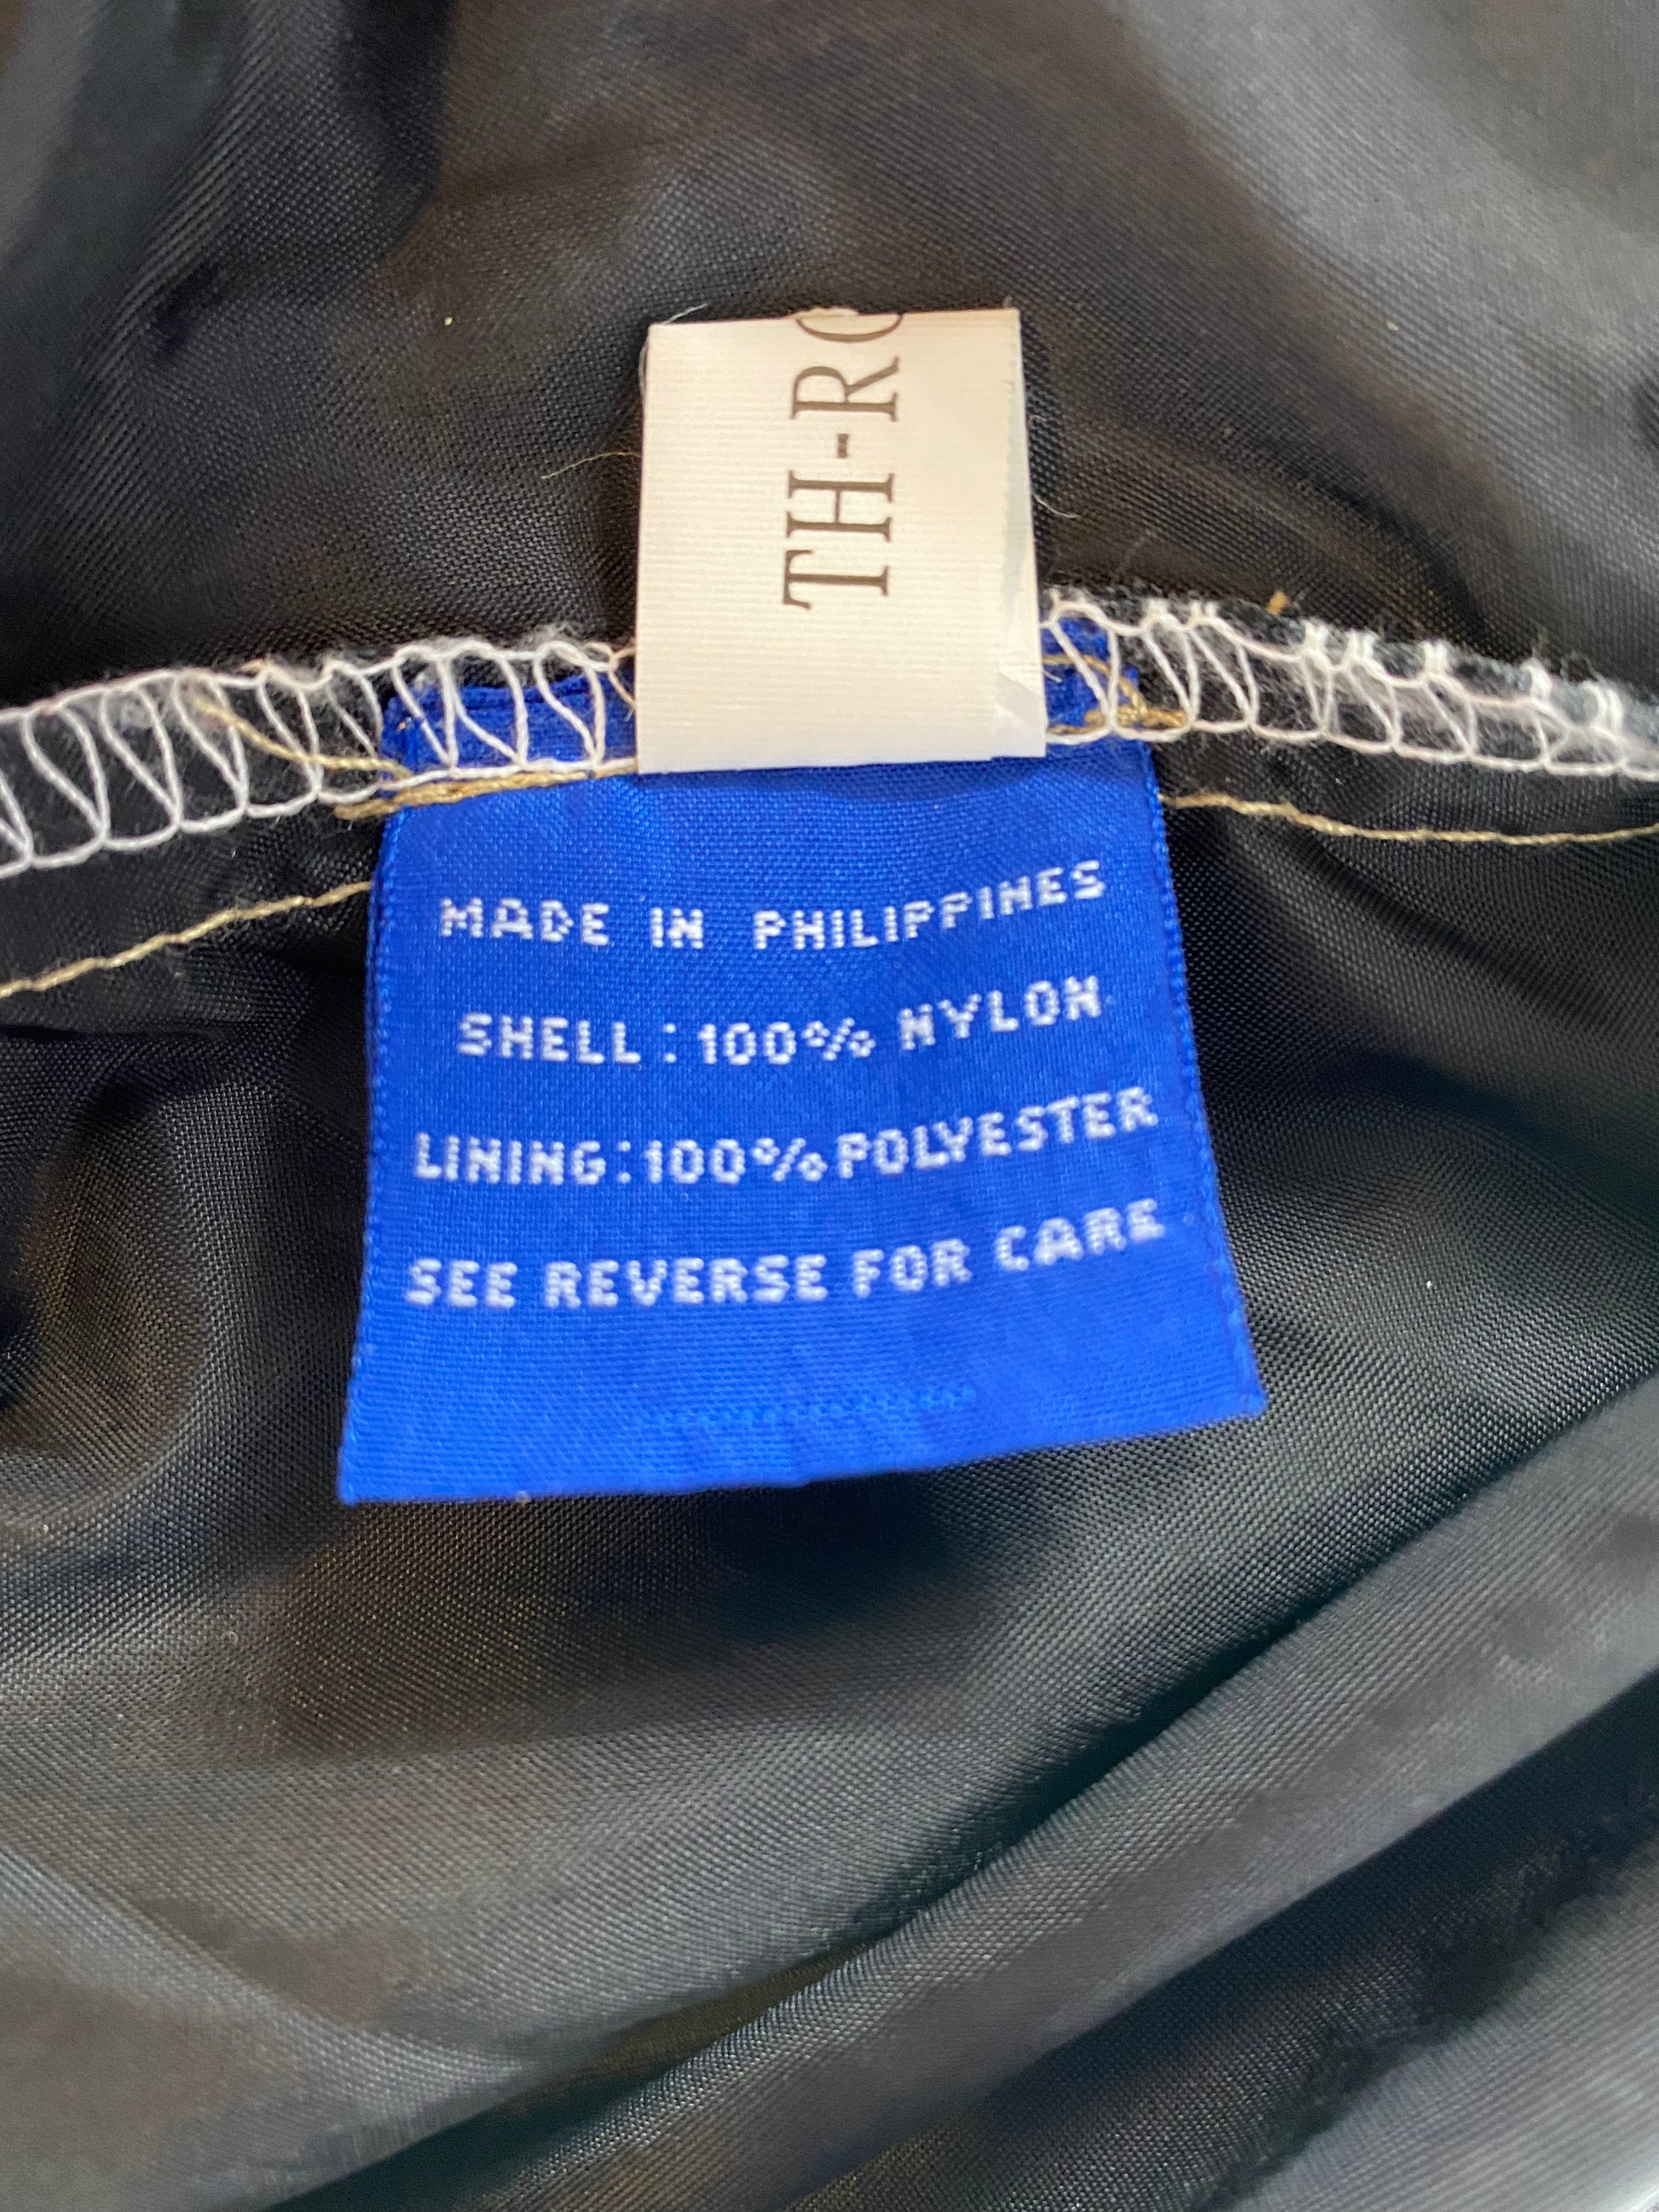 TH-RO
MADE IN PHILIPPINES
SHELL:100% NYLON
LINING:100% POLYESTER
SEE REVERSE FOR CARE